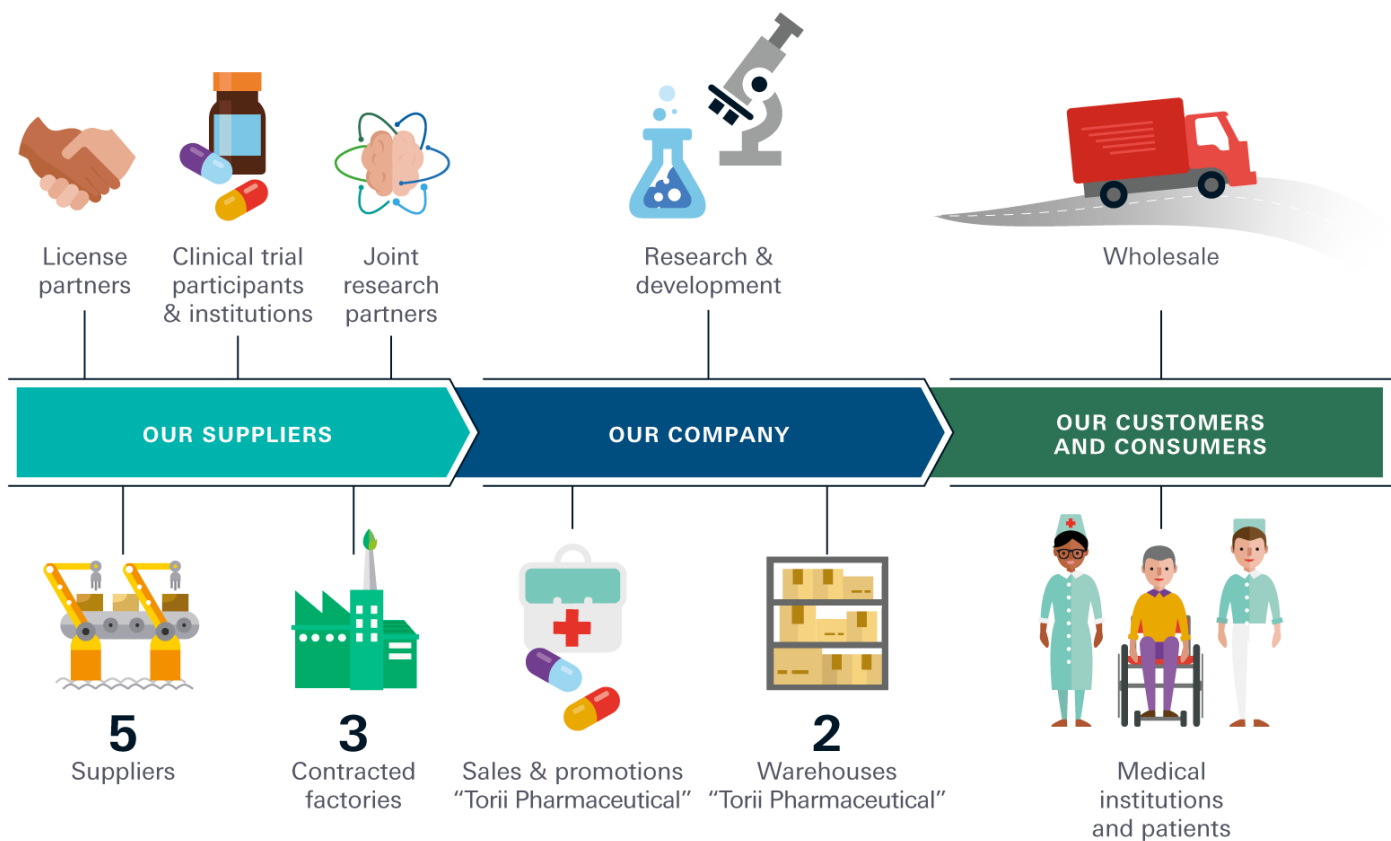 License
partners
Clinical trial
participants
& institutions
Joint
research
partners
Research &
development
Wholesale
OUR SUPPLIERS
OUR COMPANY
OUR CUSTOMERS
AND CONSUMERS
5
Suppliers
3
Contracted
factories
Sales & promotions
“Torii Pharmaceutical”
2
Warehouses
“Torii Pharmaceutical”
Medical
institutions
and patients